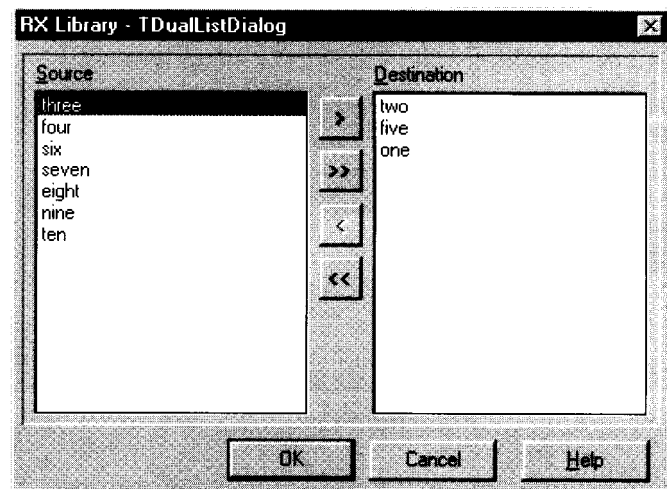 RX Library - TDualListDialog
Source
three
four
six
seven
eight
nine
ten
>
>>
<
<<
Destination
two
five
one
OK
Cancel
Help